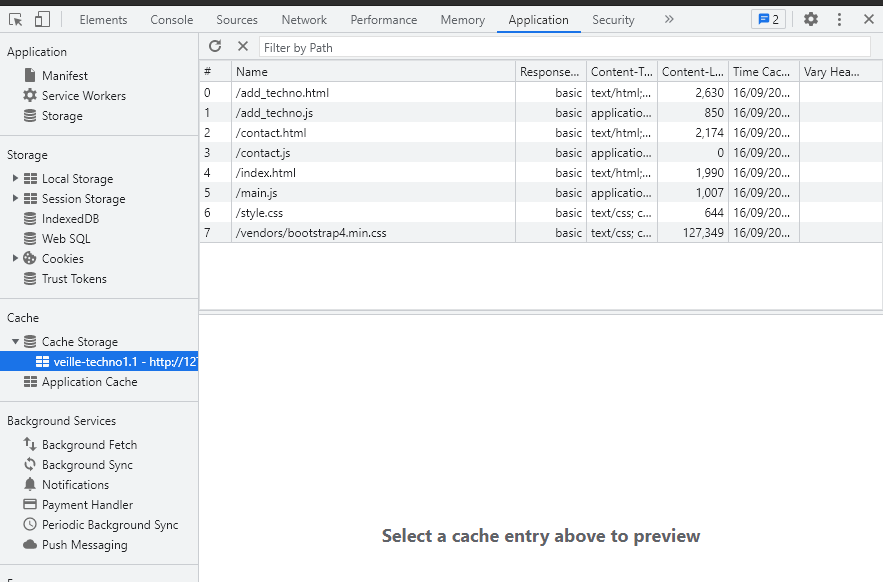 Elements Console Sources Network Performance Memory Application Security » 2
Application
Manifest
Service Workers
Storage
Storage
Local Storage
Session Storage
IndexedDB
Web SQL
Cookies
Trust Tokens
Cache
Cache Storage
veille-techno1.1 - http://127
Application Cache
Background Services
Background Fetch
Background Sync
Notifications
Payment Handler
Periodic Background Sync
Push Messaging
Filter by Path
# Name Response... Content-T... Content-L... Time Cac... Vary Hea...
0 /add_techno.html basic text/html;... 2,630 16/09/20...
1 /add_techno.js basic applicatio... 850 16/09/20...
2 /contact.html basic text/html;... 2,174 16/09/20...
3 /contact.js basic applicatio... 0 16/09/20...
4 /index.html basic text/html;... 1,990 16/09/20...
5 /main.js basic applicatio... 1,007 16/09/20...
6 /style.css basic text/css; c... 644 16/09/20...
7 /vendors/bootstrap4.min.css basic text/css; c... 127,349 16/09/20...
Select a cache entry above to preview